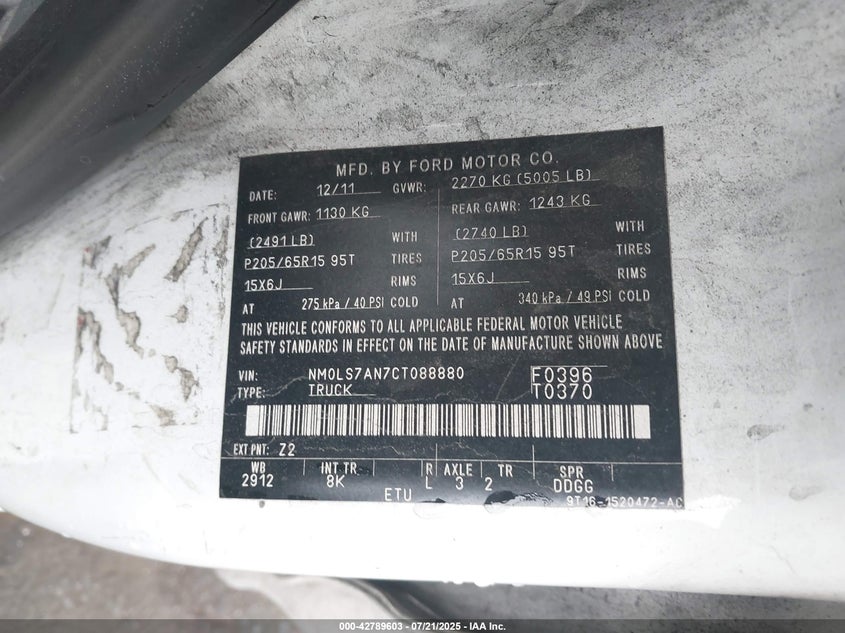 MFD. BY FORD MOTOR CO.
DATE: 12/11 GVWR: 2270 KG (5005 LB)
FRONT GAWR: 1130 KG REAR GAWR: 1243 KG
(2491 LB) WITH (2740 LB) WITH
P205/65R15 95T TIRES P205/65R15 95T TIRES
15X6J RIMS 15X6J RIMS
AT 275 kPa / 40 PSI COLD AT 340 kPa / 49 PSI COLD
THIS VEHICLE CONFORMS TO ALL APPLICABLE FEDERAL MOTOR VEHICLE
SAFETY STANDARDS IN EFFECT ON THE DATE OF MANUFACTURE SHOWN ABOVE
VIN: NM0LS7AN7CT088880 F0396
TYPE: TRUCK T0370
EXT PNT: Z2
WB INT TR R AXLE TR SPR
2912 8K L 3 2 DDGG
ETU 9T16-1520472-AC
000-42789603 - 07/21/2025 - IAA Inc.